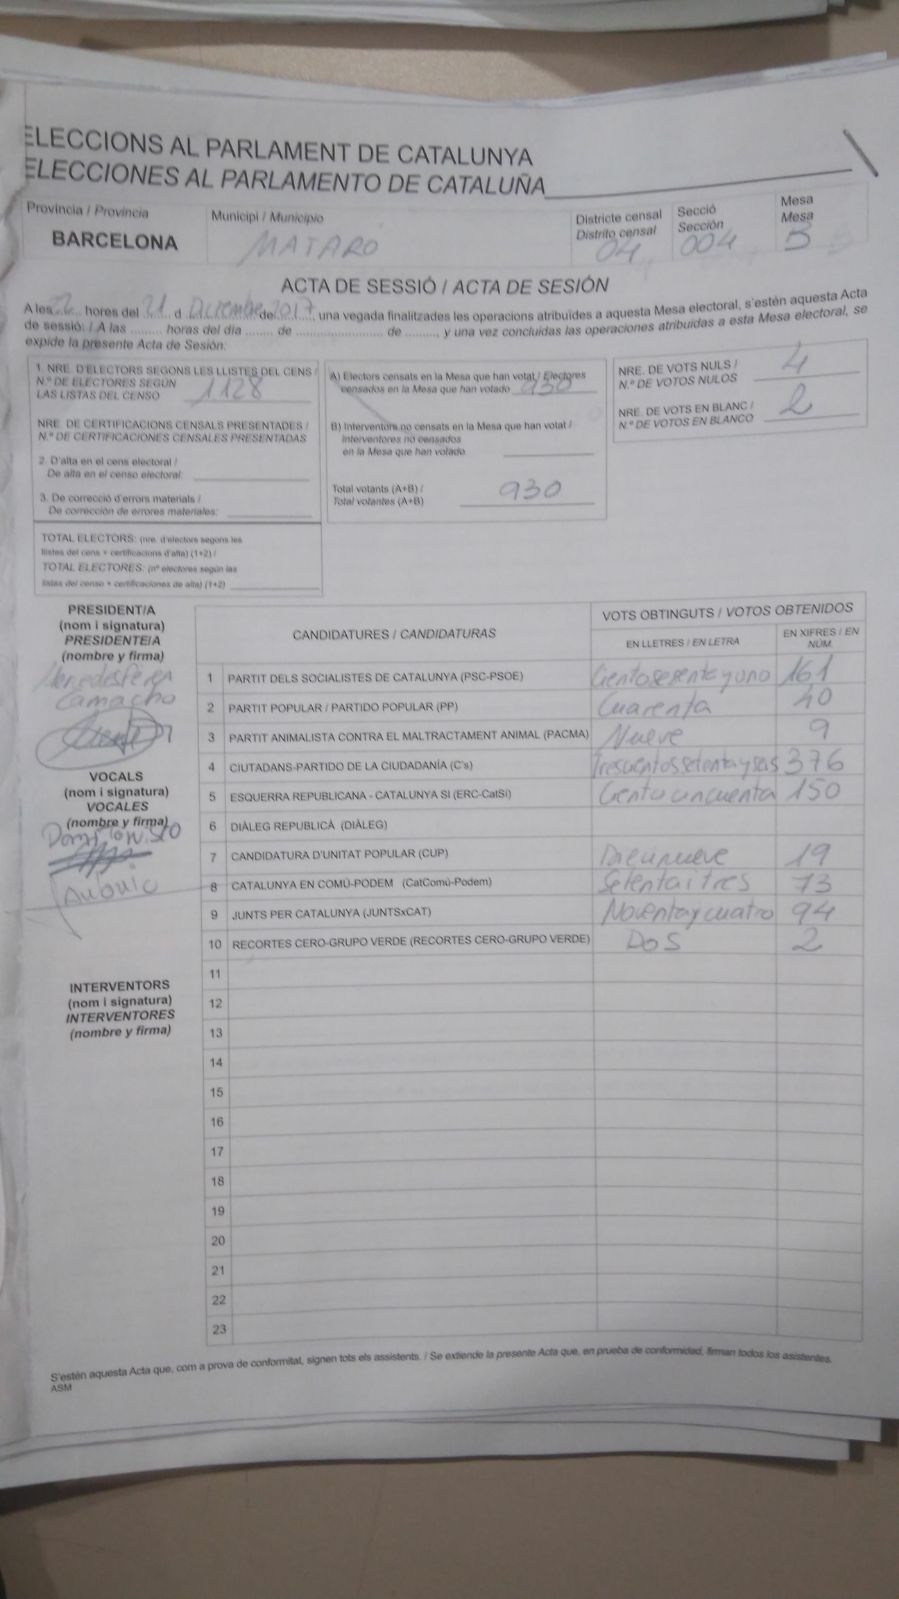 ELECCIONS AL PARLAMENT DE CATALUNYA
ELECCIONES AL PARLAMENTO DE CATALUÑA
Província / Provincia
BARCELONA
Municipi / Municipio
MATARO
Districte censal
Distrito censal
04
Secció
Sección
004
Mesa
Mesa
B
ACTA DE SESSIÓ / ACTA DE SESIÓN
A les 22 hores del 21 d Diciembre de 2017, una vegada finalitzades les operacions atribuïdes a aquesta Mesa electoral, s'estén aquesta Acta
de sessió: / A las ......... horas del día ....... de ...................... de ........, y una vez concluidas las operaciones atribuidas a esta Mesa electoral, se
expide la presente Acta de Sesión:
1. NRE. D'ELECTORS SEGONS LES LLISTES DEL CENS /
N.º DE ELECTORES SEGÚN
LAS LISTAS DEL CENSO 1128
NRE. DE CERTIFICACIONS CENSALS PRESENTADES /
N.º DE CERTIFICACIONES CENSALES PRESENTADAS
2. D'alta en el cens electoral /
De alta en el censo electoral:
3. De correcció d'errors materials /
De corrección de errores materiales:
TOTAL ELECTORS: (nre. d'electors segons les
llistes del cens + certificacions d'alta) (1+2) /
TOTAL ELECTORES: (nº electores según las
listas del censo + certificaciones de alta) (1+2)
A) Electors censats en la Mesa que han votat / Electores
censados en la Mesa que han votado 930
B) Interventors no censats en la Mesa que han votat /
Interventores no censados
en la Mesa que han votado
Total votants (A+B) /
Total votantes (A+B) 930
NRE. DE VOTS NULS /
N.º DE VOTOS NULOS 4
NRE. DE VOTS EN BLANC /
N.º DE VOTOS EN BLANCO 2
PRESIDENT/A
(nom i signatura)
PRESIDENTE/A
(nombre y firma)
Camacho
VOCALS
(nom i signatura)
VOCALES
(nombre y firma)
INTERVENTORS
(nom i signatura)
INTERVENTORES
(nombre y firma)
CANDIDATURES / CANDIDATURAS
VOTS OBTINGUTS / VOTOS OBTENIDOS
EN LLETRES / EN LETRA
EN XIFRES / EN NÚM.
1 PARTIT DELS SOCIALISTES DE CATALUNYA (PSC-PSOE) Cientosesenta y uno 161
2 PARTIT POPULAR / PARTIDO POPULAR (PP) Cuarenta 40
3 PARTIT ANIMALISTA CONTRA EL MALTRACTAMENT ANIMAL (PACMA) Nueve 9
4 CIUTADANS-PARTIDO DE LA CIUDADANÍA (C's) Trescientos setenta y seis 376
5 ESQUERRA REPUBLICANA - CATALUNYA SI (ERC-CatSí) Ciento cincuenta 150
6 DIÀLEG REPUBLICÀ (DIÀLEG)
7 CANDIDATURA D'UNITAT POPULAR (CUP) Diecinueve 19
8 CATALUNYA EN COMÚ-PODEM (CatComú-Podem) Setentaitres 73
9 JUNTS PER CATALUNYA (JUNTSxCAT) Noventa y cuatro 94
10 RECORTES CERO-GRUPO VERDE (RECORTES CERO-GRUPO VERDE) Dos 2
11
12
13
14
15
16
17
18
19
20
21
22
23
S'estén aquesta Acta que, com a prova de conformitat, signen tots els assistents. / Se extiende la presente Acta que, en prueba de conformidad, firman todos los asistentes.
ASM